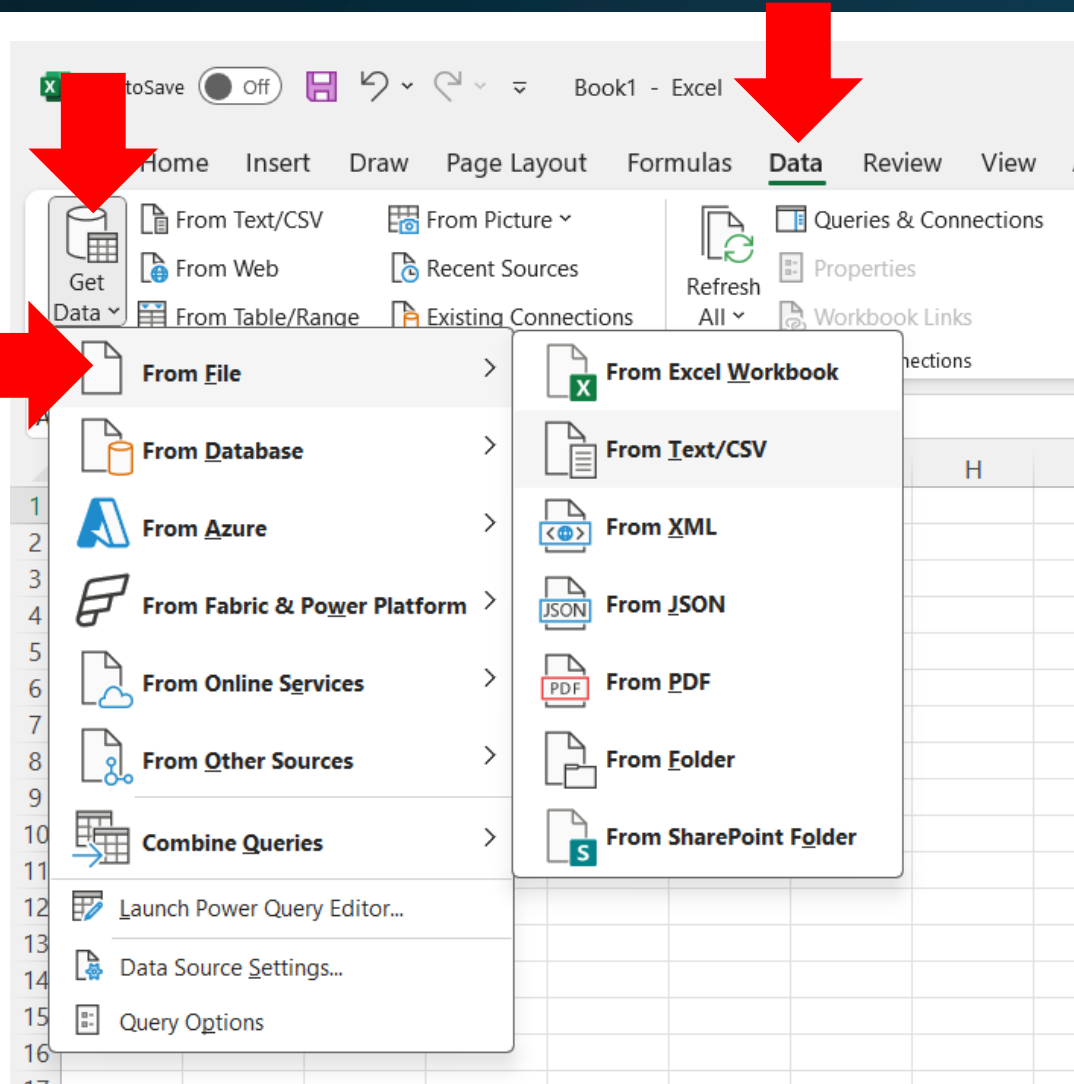 toSave Off Book1 - Excel
Home Insert Draw Page Layout Formulas Data Review View
Get Data
From Text/CSV
From Web
From Table/Range
From Picture
Recent Sources
Existing Connections
Refresh All
Queries & Connections
Properties
Workbook Links
nections
From File
From Database
From Azure
From Fabric & Power Platform
From Online Services
From Other Sources
Combine Queries
Launch Power Query Editor...
Data Source Settings...
Query Options
From Excel Workbook
From Text/CSV
From XML
JSON From JSON
PDF From PDF
From Folder
S From SharePoint Folder
H
1
2
3
4
5
6
7
8
9
10
11
12
13
14
15
16